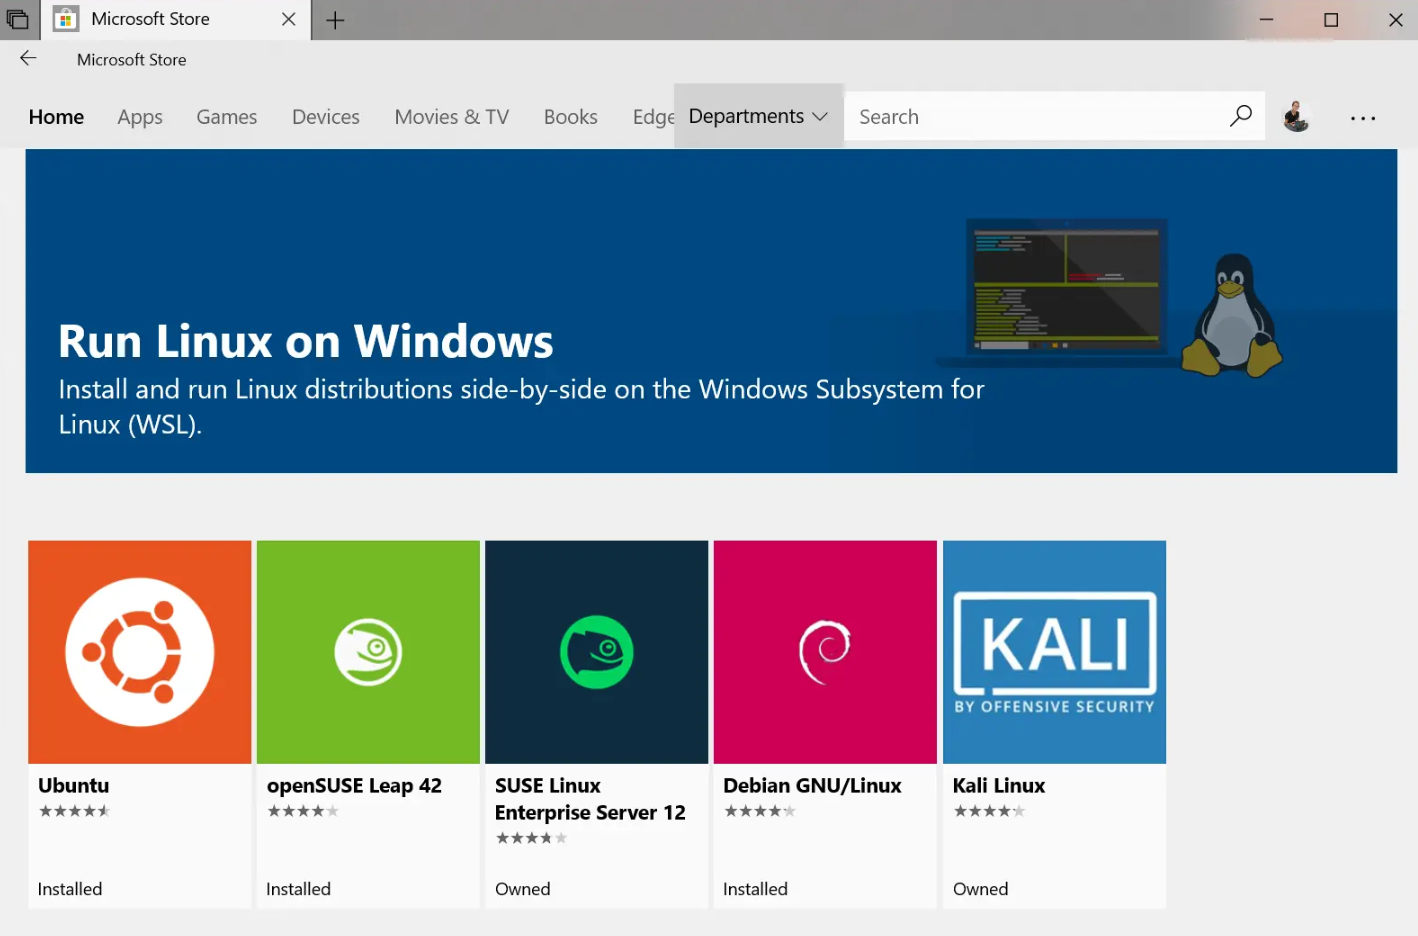 Microsoft Store
Microsoft Store
Home Apps Games Devices Movies & TV Books Edge Departments Search
Run Linux on Windows
Install and run Linux distributions side-by-side on the Windows Subsystem for
Linux (WSL).
KALI
BY OFFENSIVE SECURITY
Ubuntu
Installed
openSUSE Leap 42
Installed
SUSE Linux
Enterprise Server 12
Owned
Debian GNU/Linux
Installed
Kali Linux
Owned